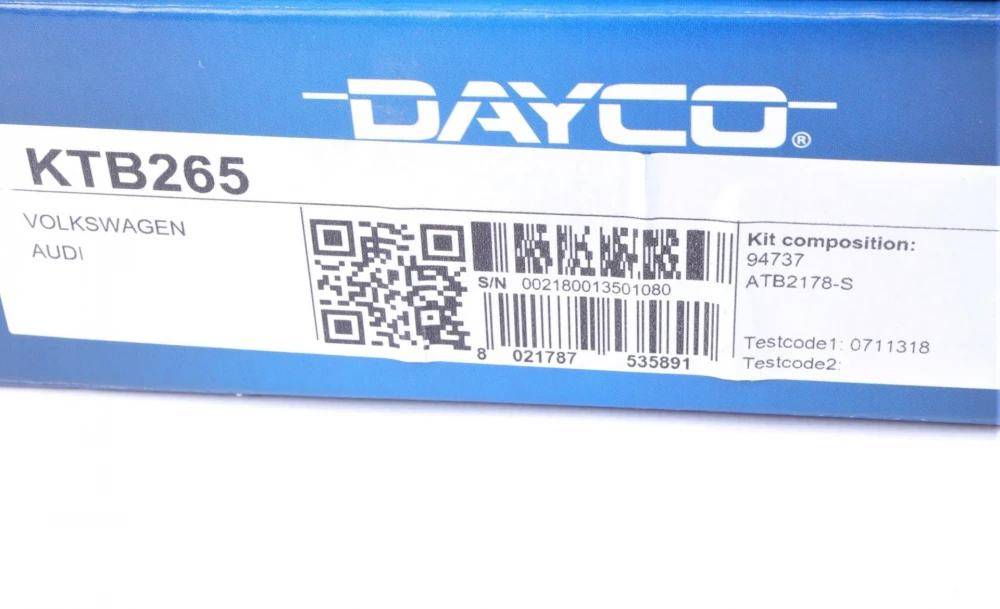 DAYCO®
KTB265
VOLKSWAGEN
AUDI
S/N 002180013501080
8 021787 535891
Kit composition:
94737
ATB2178-S
Testcode1: 0711318
Testcode2: